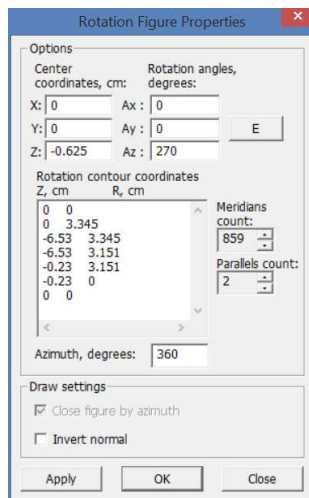 Rotation Figure Properties
Options
Center coordinates, cm:
Rotation angles, degrees:
X: 0 Ax : 0
Y: 0 Ay : 0 E
Z: -0.625 Az : 270
Rotation contour coordinates
Z, cm R, cm
0 0
0 3.345
-6.53 3.345
-6.53 3.151
-0.23 3.151
-0.23 0
0 0
Meridians count:
859
Parallels count:
2
Azimuth, degrees: 360
Draw settings
Close figure by azimuth
Invert normal
Apply OK Close